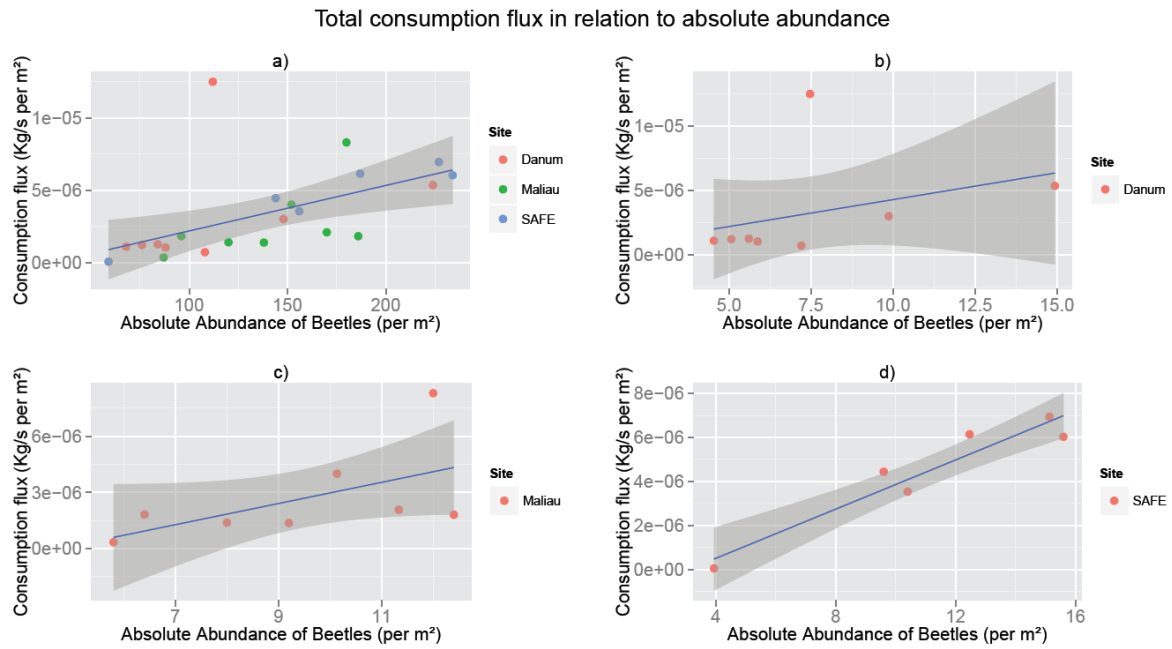 Total consumption flux in relation to absolute abundance
a)
Consumption flux (Kg/s per m²)
1e−05
5e−06
0e+00
100
150
200
Absolute Abundance of Beetles (per m²)
Site
Danum
Maliau
SAFE
b)
Consumption flux (Kg/s per m²)
1e−05
5e−06
0e+00
5.0
7.5
10.0
12.5
15.0
Absolute Abundance of Beetles (per m²)
Site
Danum
c)
Consumption flux (Kg/s per m²)
6e−06
3e−06
0e+00
7
9
11
Absolute Abundance of Beetles (per m²)
Site
Maliau
d)
Consumption flux (Kg/s per m²)
8e−06
6e−06
4e−06
2e−06
0e+00
4
8
12
16
Absolute Abundance of Beetles (per m²)
Site
SAFE